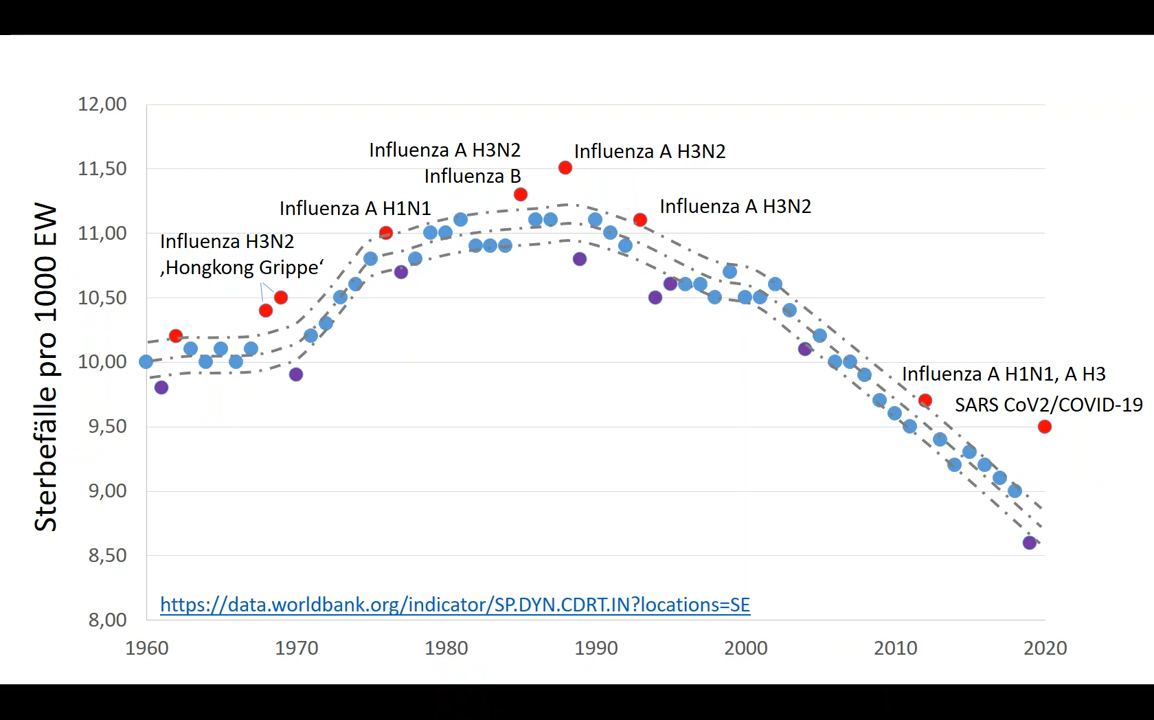 12,00
11,50
11,00
10,50
10,00
9,50
9,00
8,50
8,00
Sterbefälle pro 1000 EW
Influenza H3N2
‚Hongkong Grippe‘
Influenza A H1N1
Influenza A H3N2
Influenza B
Influenza A H3N2
Influenza A H3N2
Influenza A H1N1, A H3
SARS CoV2/COVID-19
https://data.worldbank.org/indicator/SP.DYN.CDRT.IN?locations=SE
1960 1970 1980 1990 2000 2010 2020